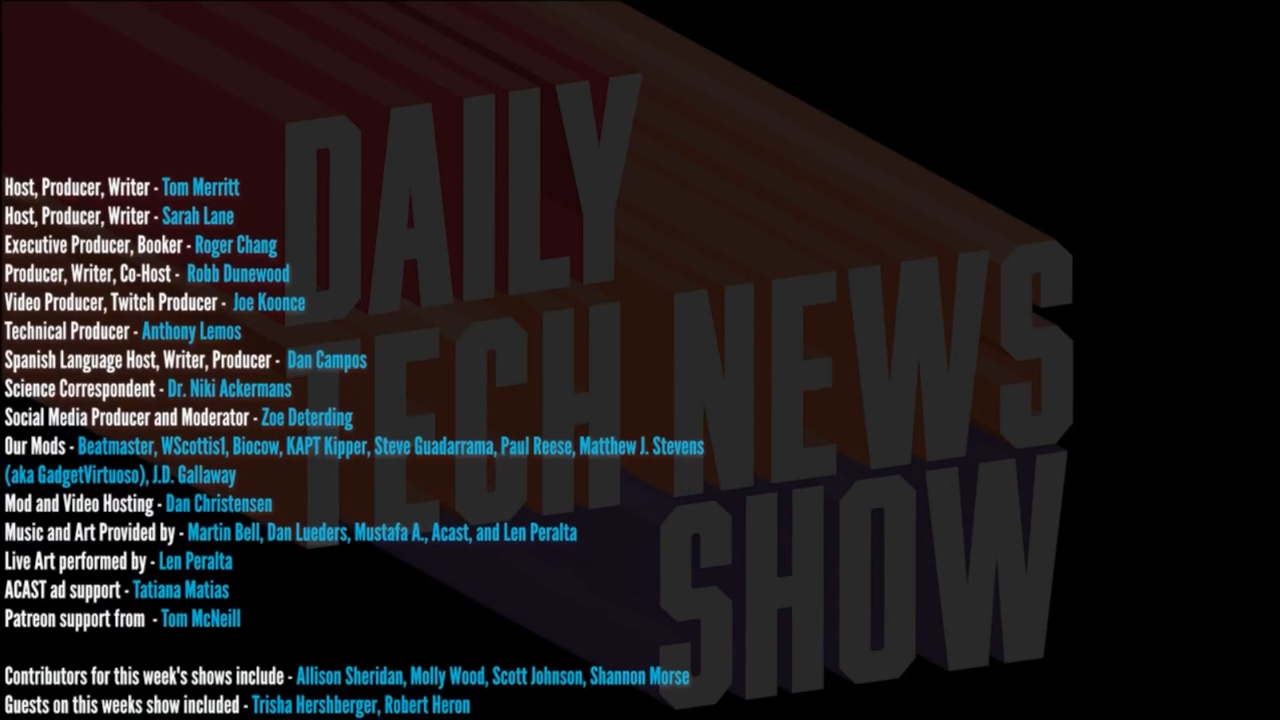 DAILY
TECH NEWS
SHOW
Host, Producer, Writer - Tom Merritt
Host, Producer, Writer - Sarah Lane
Executive Producer, Booker - Roger Chang
Producer, Writer, Co-Host - Robb Dunewood
Video Producer, Twitch Producer - Joe Koonce
Technical Producer - Anthony Lemos
Spanish Language Host, Writer, Producer - Dan Campos
Science Correspondent - Dr. Niki Ackermans
Social Media Producer and Moderator - Zoe Deterding
Our Mods - Beatmaster, WScottis1, Biocow, KAPT Kipper, Steve Guadarrama, Paul Reese, Matthew J. Stevens
(aka GadgetVirtuoso), J.D. Gallaway
Mod and Video Hosting - Dan Christensen
Music and Art Provided by - Martin Bell, Dan Lueders, Mustafa A., Acast, and Len Peralta
Live Art performed by - Len Peralta
ACAST ad support - Tatiana Matias
Patreon support from - Tom McNeill
Contributors for this week's shows include - Allison Sheridan, Molly Wood, Scott Johnson, Shannon Morse
Guests on this weeks show included - Trisha Hershberger, Robert Heron